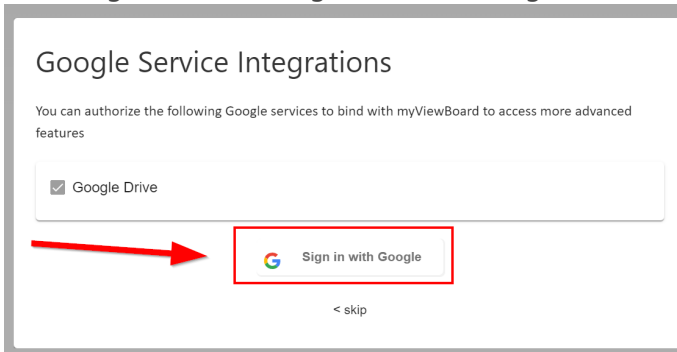 Google Service Integrations
You can authorize the following Google services to bind with myViewBoard to access more advanced
features
Google Drive
Sign in with Google
< skip